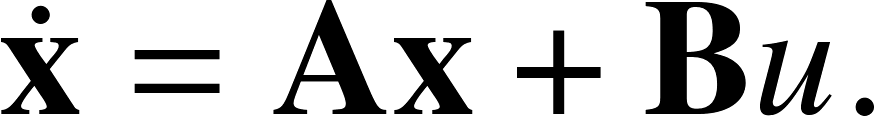 ẋ = Ax + Bu.